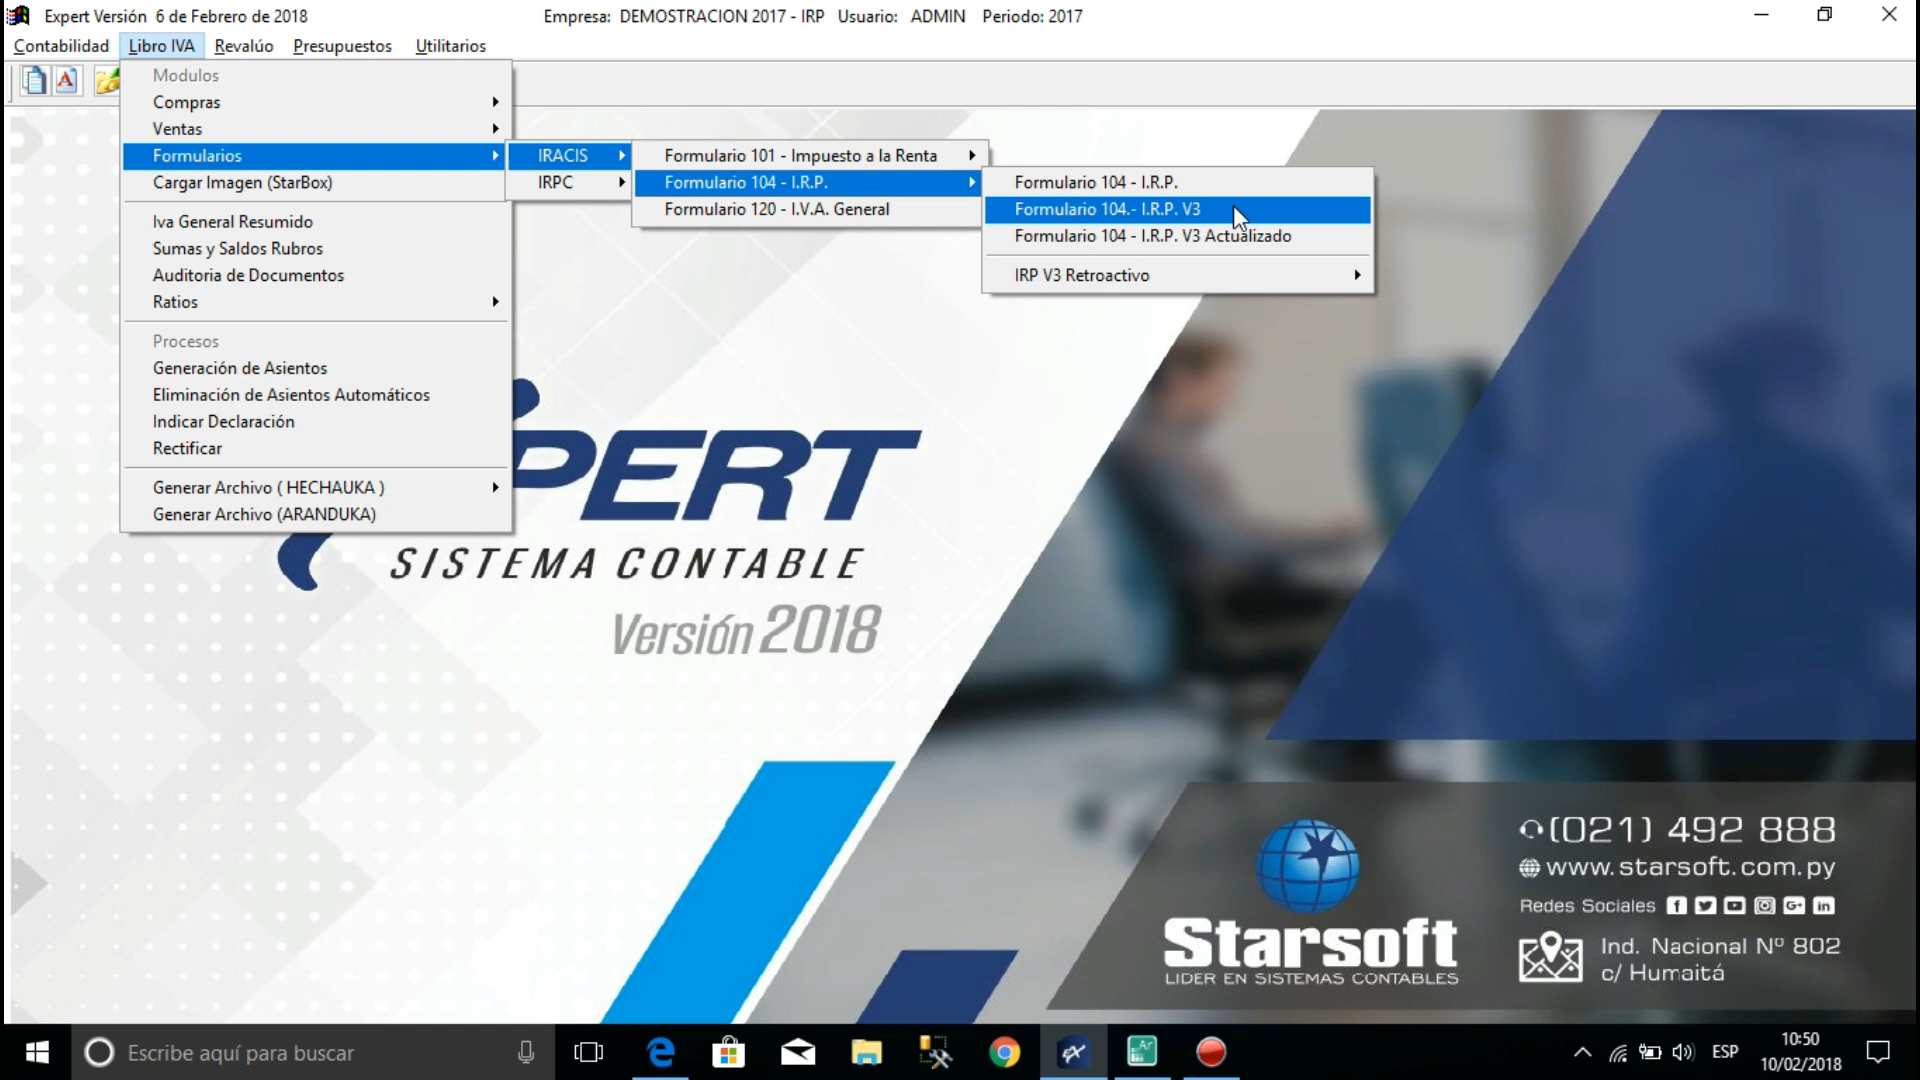 Expert Versión 6 de Febrero de 2018 Empresa: DEMOSTRACION 2017 - IRP Usuario: ADMIN Periodo: 2017
Contabilidad Libro IVA Revalúo Presupuestos Utilitarios
Modulos
Compras
Ventas
Formularios
Cargar Imagen (StarBox)
Iva General Resumido
Sumas y Saldos Rubros
Auditoria de Documentos
Ratios
Procesos
Generación de Asientos
Eliminación de Asientos Automáticos
Indicar Declaración
Rectificar
Generar Archivo ( HECHAUKA )
Generar Archivo (ARANDUKA)
IRACIS
IRPC
Formulario 101 - Impuesto a la Renta
Formulario 104 - I.R.P.
Formulario 120 - I.V.A. General
Formulario 104 - I.R.P.
Formulario 104.- I.R.P. V3
Formulario 104 - I.R.P. V3 Actualizado
IRP V3 Retroactivo
PERT
SISTEMA CONTABLE
Versión 2018
Starsoft
LIDER EN SISTEMAS CONTABLES
(021) 492 888
www.starsoft.com.py
Redes Sociales
Ind. Nacional Nº 802
c/ Humaitá
Escribe aquí para buscar
ESP
10:50
10/02/2018